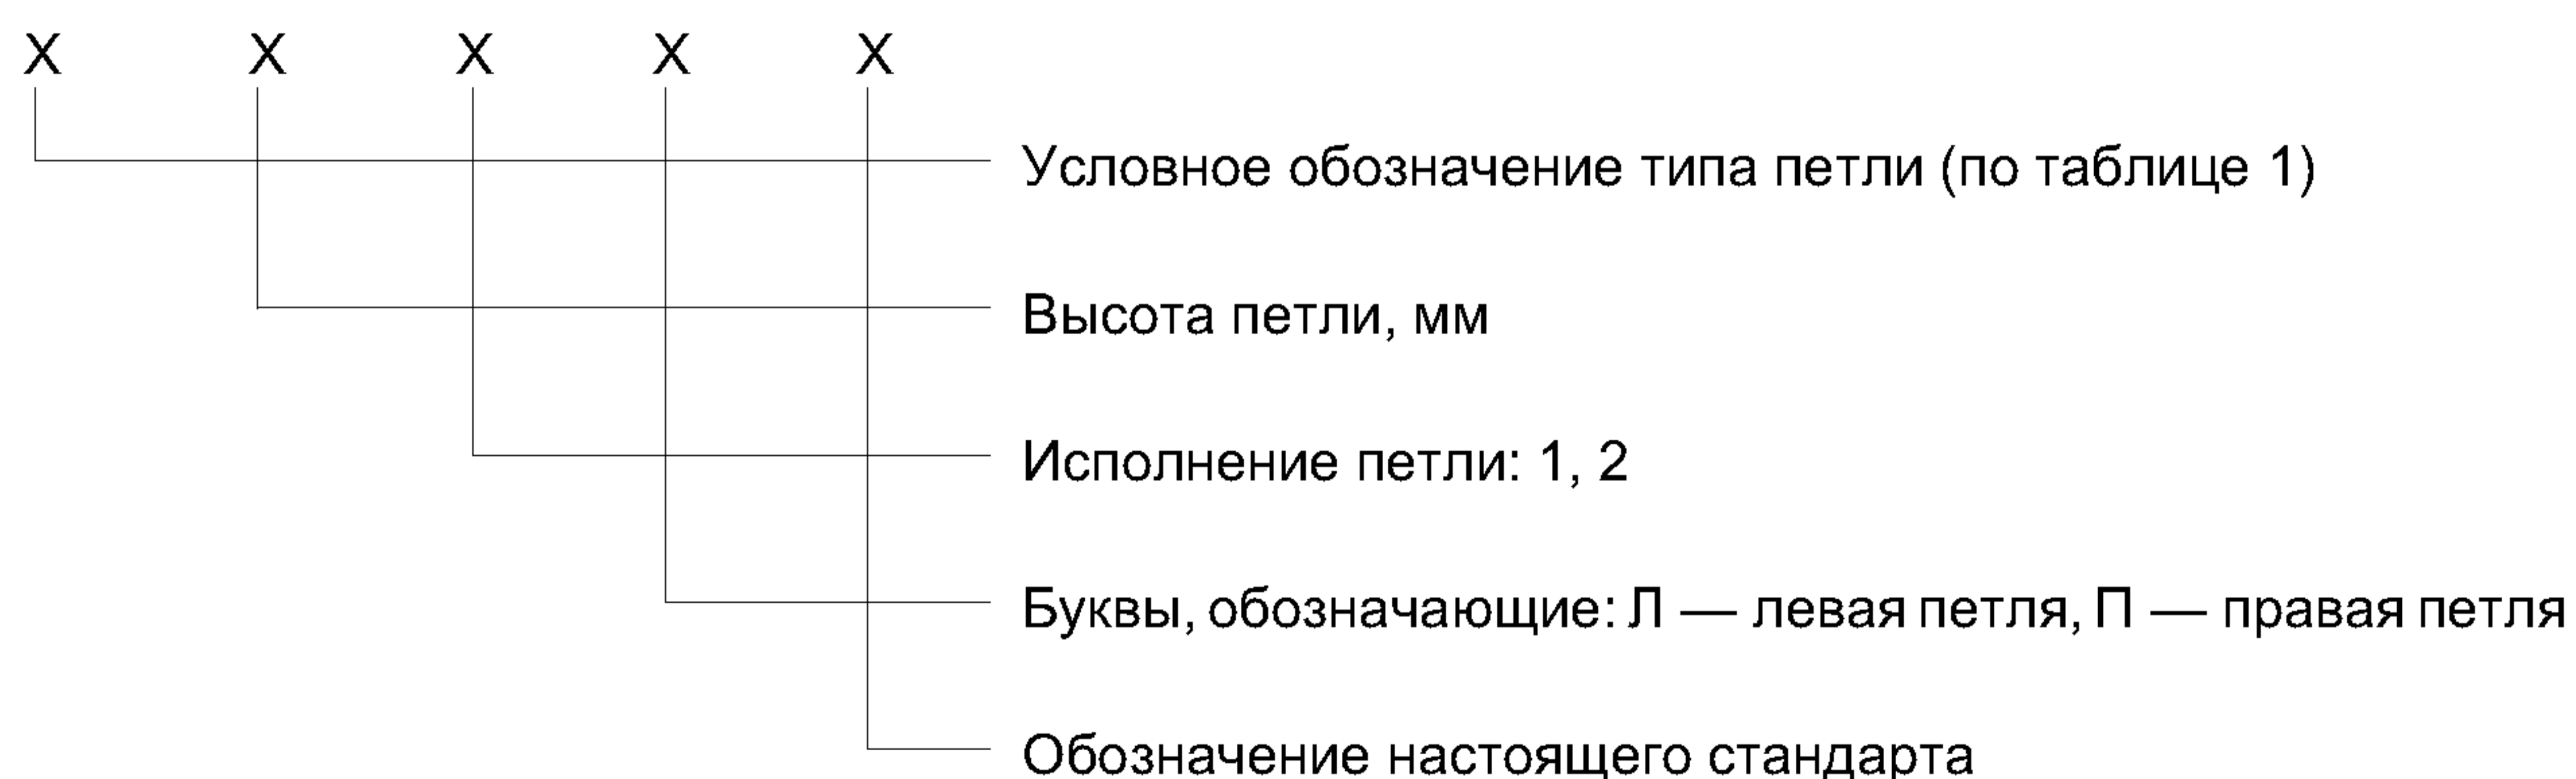 X X X X X
Условное обозначение типа петли (по таблице 1)
Высота петли, мм
Исполнение петли: 1, 2
Буквы, обозначающие: Л — левая петля, П — правая петля
Обозначение настоящего стандарта